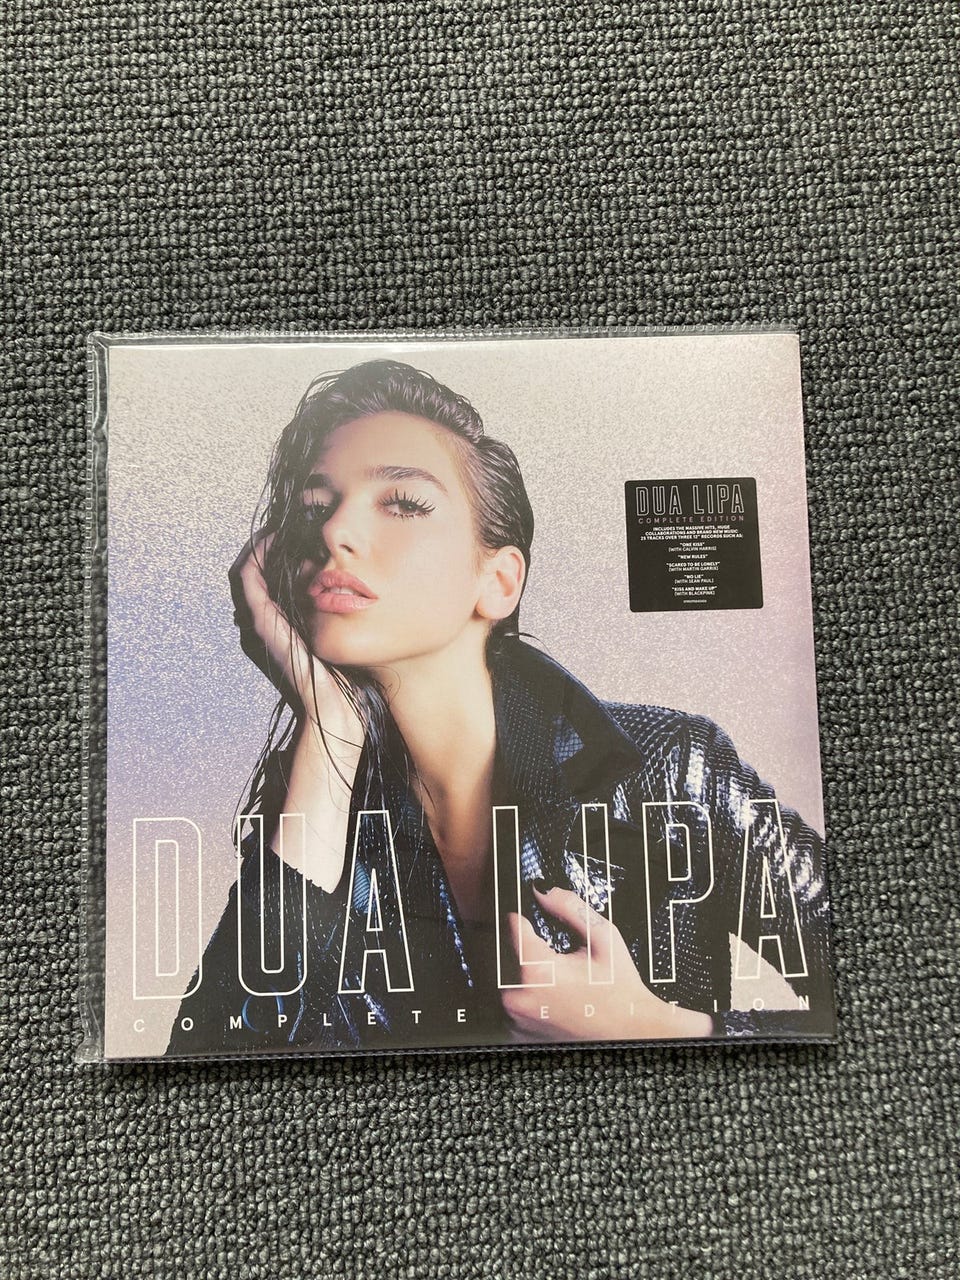 DUA LIPA
COMPLETE EDITION
INCLUDES THE MASSIVE HITS, HUGE
COLLABORATIONS AND BRAND NEW MUSIC
25 TRACKS OVER THREE 12" RECORDS SUCH AS:
"ONE KISS"
(WITH CALVIN HARRIS)
"NEW RULES"
"SCARED TO BE LONELY"
(WITH MARTIN GARRIX)
"NO LIE"
(WITH SEAN PAUL)
"KISS AND MAKE UP"
(WITH BLACKPINK)
DUA LIPA
COMPLETE EDITION